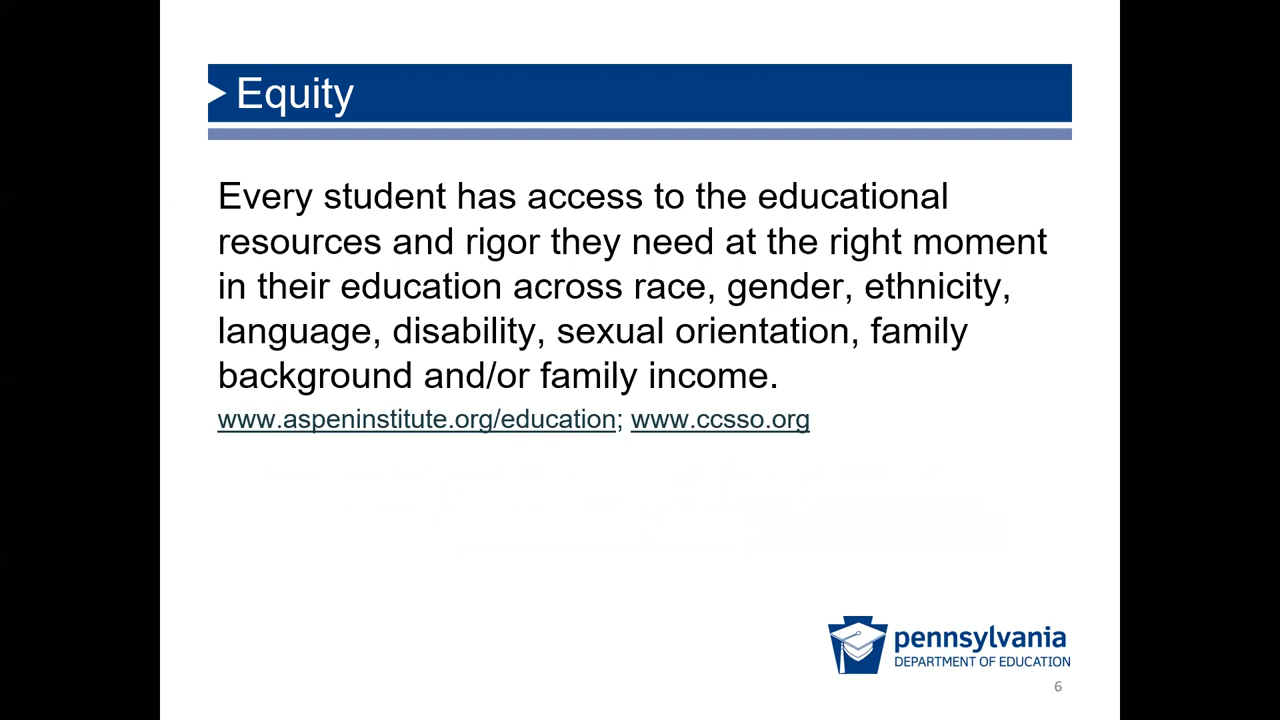 Equity
Every student has access to the educational
resources and rigor they need at the right moment
in their education across race, gender, ethnicity,
language, disability, sexual orientation, family
background and/or family income.
www.aspeninstitute.org/education; www.ccsso.org
pennsylvania
DEPARTMENT OF EDUCATION
6